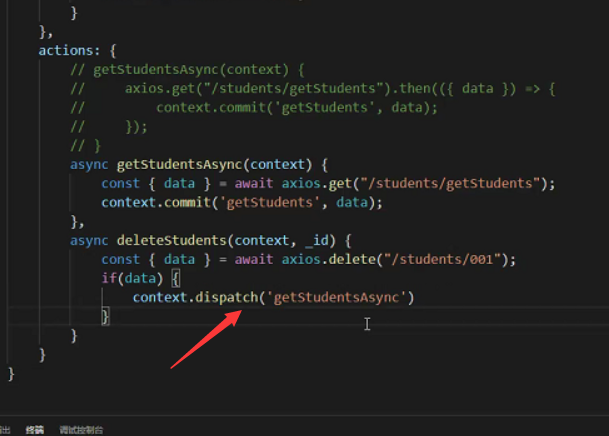 }
},
actions: {
// getStudentsAsync(context) {
//     axios.get("/students/getStudents").then(({ data }) => {
//         context.commit('getStudents', data);
//     });
// }
async getStudentsAsync(context) {
const { data } = await axios.get("/students/getStudents");
context.commit('getStudents', data);
},
async deleteStudents(context, _id) {
const { data } = await axios.delete("/students/001");
if(data) {
context.dispatch('getStudentsAsync')
}
}
}
}
出 终端 调试控制台